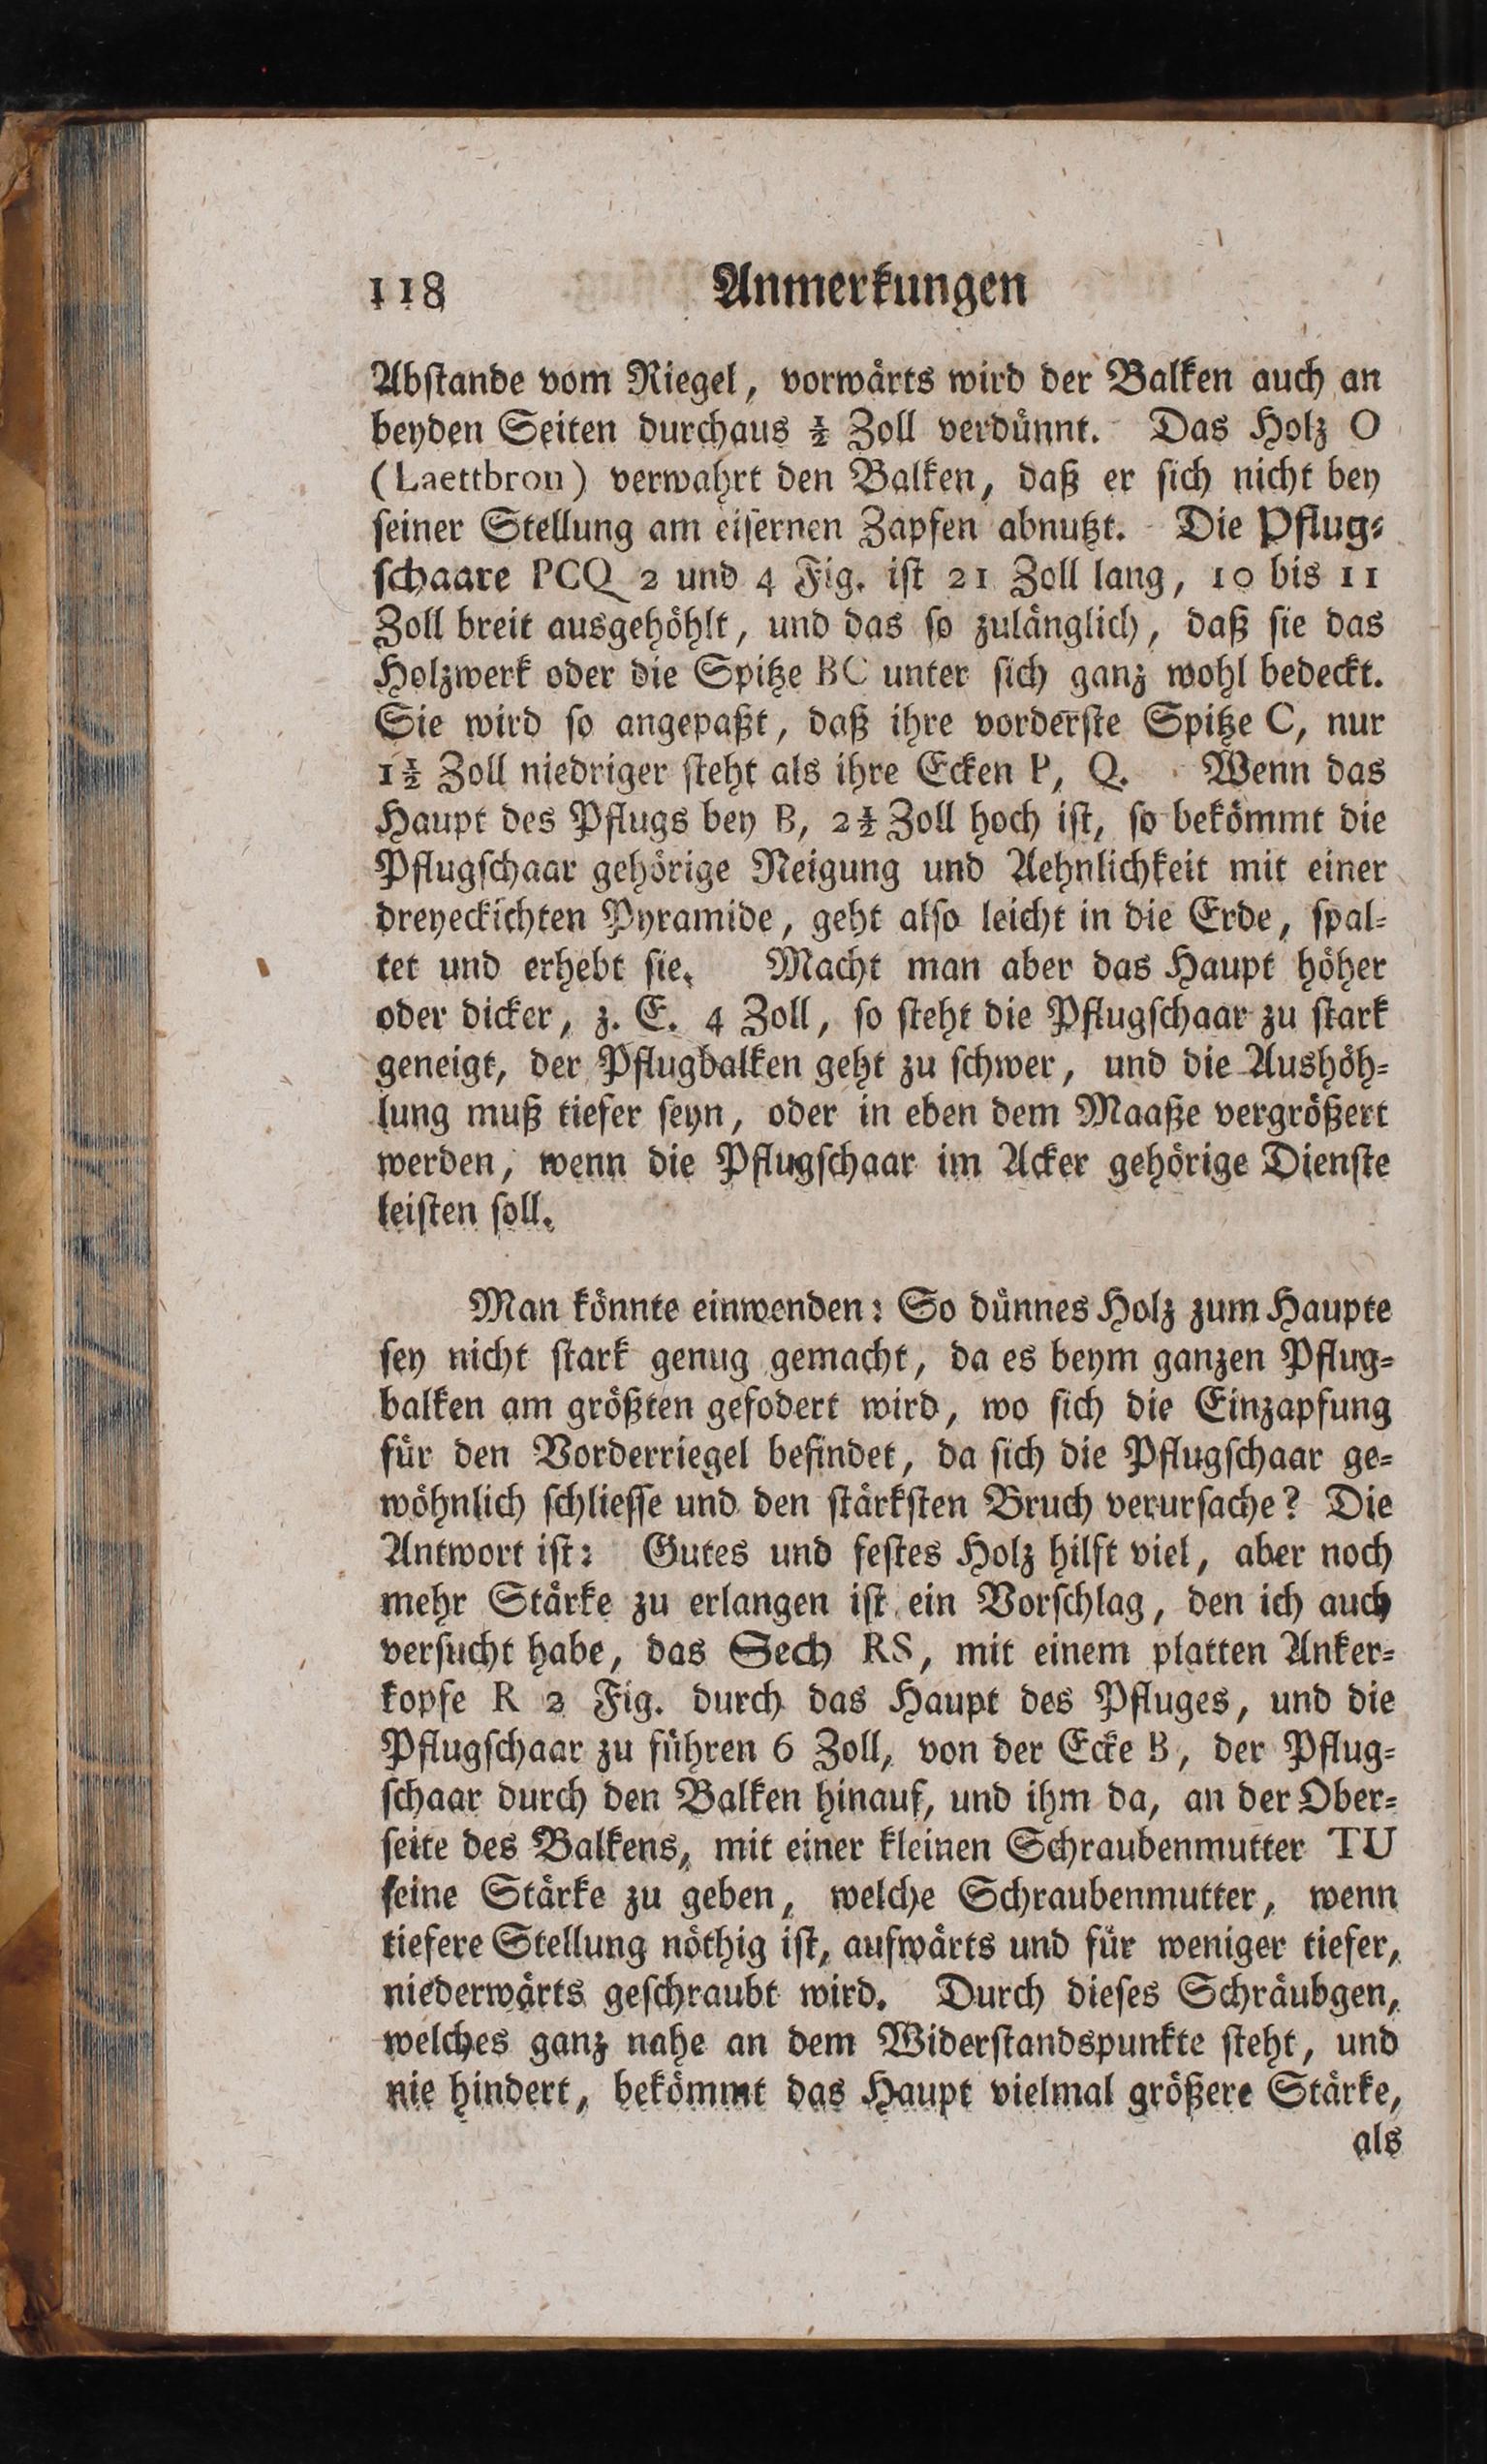 118 Anmerkungen
Abſtande vom Riegel, vorwärts wird der Balken auch an
beyden Seiten durchaus ½ Zoll verdünnt. Das Holz O
(Laettbron) verwahrt den Balken, daß er ſich nicht bey
ſeiner Stellung am eiſernen Zapfen abnutzt. Die Pflug⸗
ſchaare PCQ 2 und 4 Fig. iſt 21 Zoll lang, 10 bis 11
Zoll breit ausgehöhlt, und das ſo zulänglich, daß ſie das
Holzwerk oder die Spitze BC unter ſich ganz wohl bedeckt.
Sie wird ſo angepaßt, daß ihre vorderſte Spitze C, nur
1½ Zoll niedriger ſteht als ihre Ecken P, Q. Wenn das
Haupt des Pflugs bey B, 2½ Zoll hoch iſt, ſo bekömmt die
Pflugſchaar gehörige Neigung und Aehnlichkeit mit einer
dreyeckichten Pyramide, geht alſo leicht in die Erde, ſpal⸗
tet und erhebt ſie. Macht man aber das Haupt höher
oder dicker, z. E. 4 Zoll, ſo ſteht die Pflugſchaar zu ſtark
geneigt, der Pflugbalken geht zu ſchwer, und die Aushöh⸗
lung muß tiefer ſeyn, oder in eben dem Maaße vergrößert
werden, wenn die Pflugſchaar im Acker gehörige Dienſte
leiſten ſoll.
Man könnte einwenden: So dünnes Holz zum Haupte
ſey nicht ſtark genug gemacht, da es beym ganzen Pflug⸗
balken am größten gefodert wird, wo ſich die Einzapfung
für den Vorderriegel befindet, da ſich die Pflugſchaar ge⸗
wöhnlich ſchlieſſe und den ſtärkſten Bruch verurſache? Die
Antwort iſt: Gutes und feſtes Holz hilft viel, aber noch
mehr Stärke zu erlangen iſt ein Vorſchlag, den ich auch
verſucht habe, das Sech RS, mit einem platten Anker⸗
kopfe R 2 Fig. durch das Haupt des Pfluges, und die
Pflugſchaar zu führen 6 Zoll, von der Ecke B, der Pflug⸗
ſchaar durch den Balken hinauf, und ihm da, an der Ober⸗
ſeite des Balkens, mit einer kleinen Schraubenmutter TU
ſeine Stärke zu geben, welche Schraubenmutter, wenn
tiefere Stellung nöthig iſt, aufwärts und für weniger tiefer,
niederwärts geſchraubt wird. Durch dieſes Schräubgen,
welches ganz nahe an dem Widerſtandspunkte ſteht, und
nie hindert, bekömmt das Haupt vielmal größere Stärke,
als